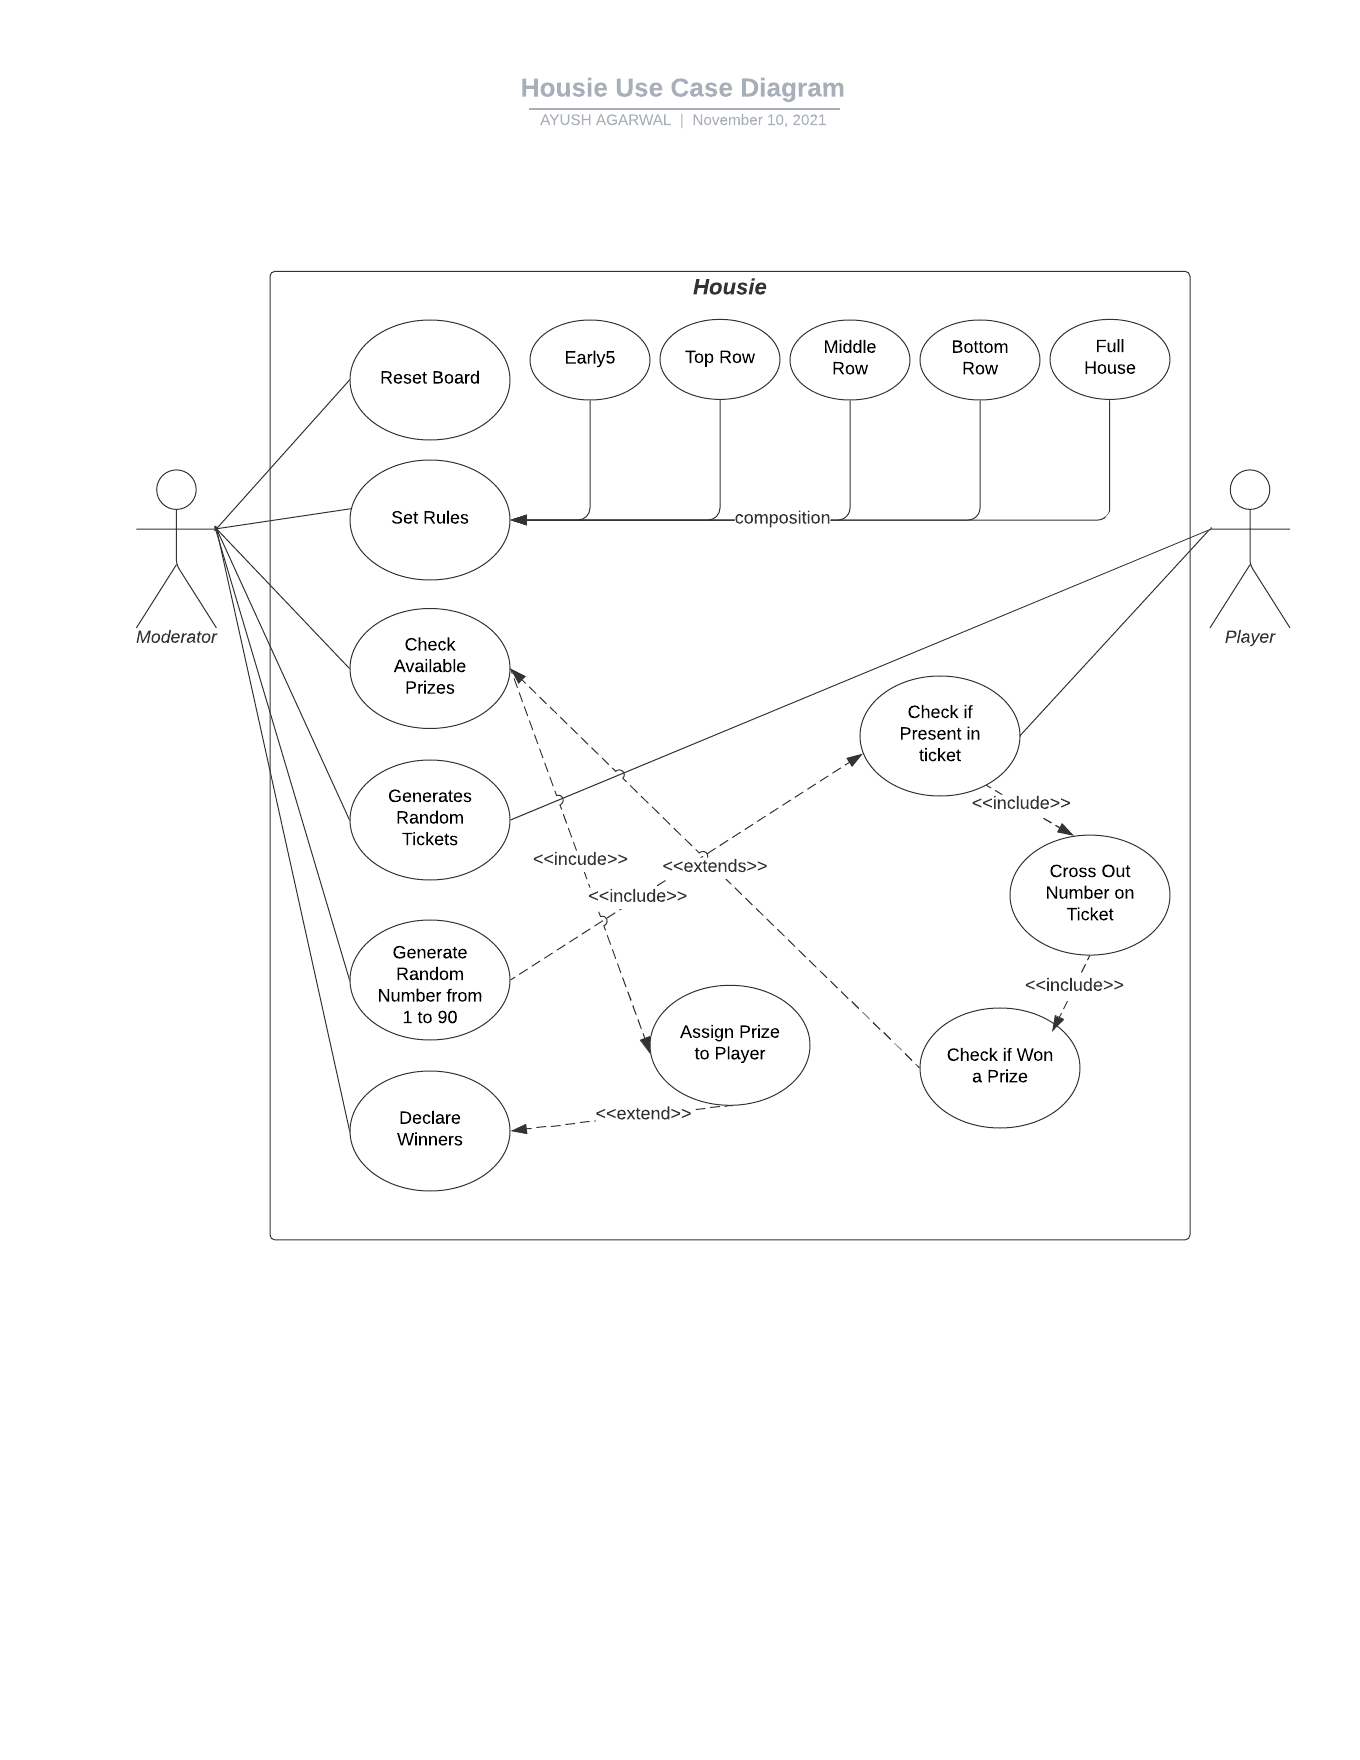 Housie Use Case Diagram
AYUSH AGARWAL | November 10, 2021
Housie
Reset Board
Early5
Top Row
Middle
Row
Bottom
Row
Full
House
Set Rules
composition
Moderator
Player
Check
Available
Prizes
Check if
Present in
ticket
Generates
Random
Tickets
<<include>>
<<incude>>
<<extends>>
<<include>>
Cross Out
Number on
Ticket
Generate
Random
Number from
1 to 90
<<include>>
Assign Prize
to Player
Check if Won
a Prize
<<extend>>
Declare
Winners